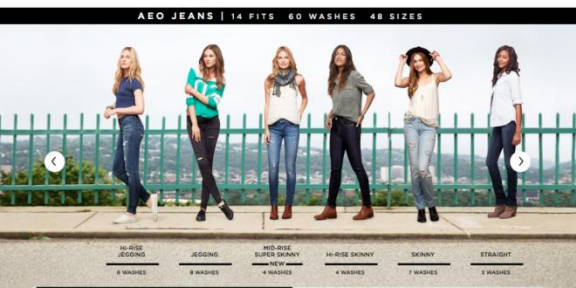 AEO JEANS | 14 FITS 60 WASHES 48 SIZES
HI-RISE
JEGGING
6 WASHES
JEGGING
8 WASHES
MID-RISE
SUPER SKINNY
NEW
4 WASHES
HI-RISE SKINNY
4 WASHES
SKINNY
7 WASHES
STRAIGHT
2 WASHES